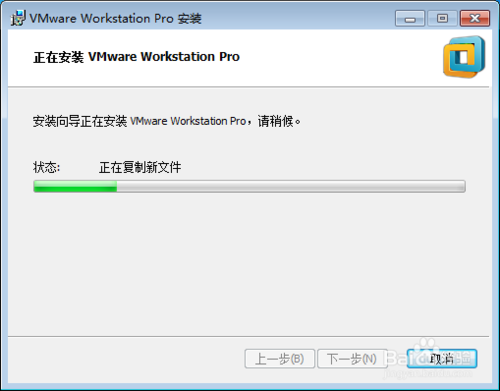 VMware Workstation Pro 安装
正在安装 VMware Workstation Pro
安装向导正在安装 VMware Workstation Pro，请稍候。
状态: 正在复制新文件
上一步(B) 下一步(N) 取消